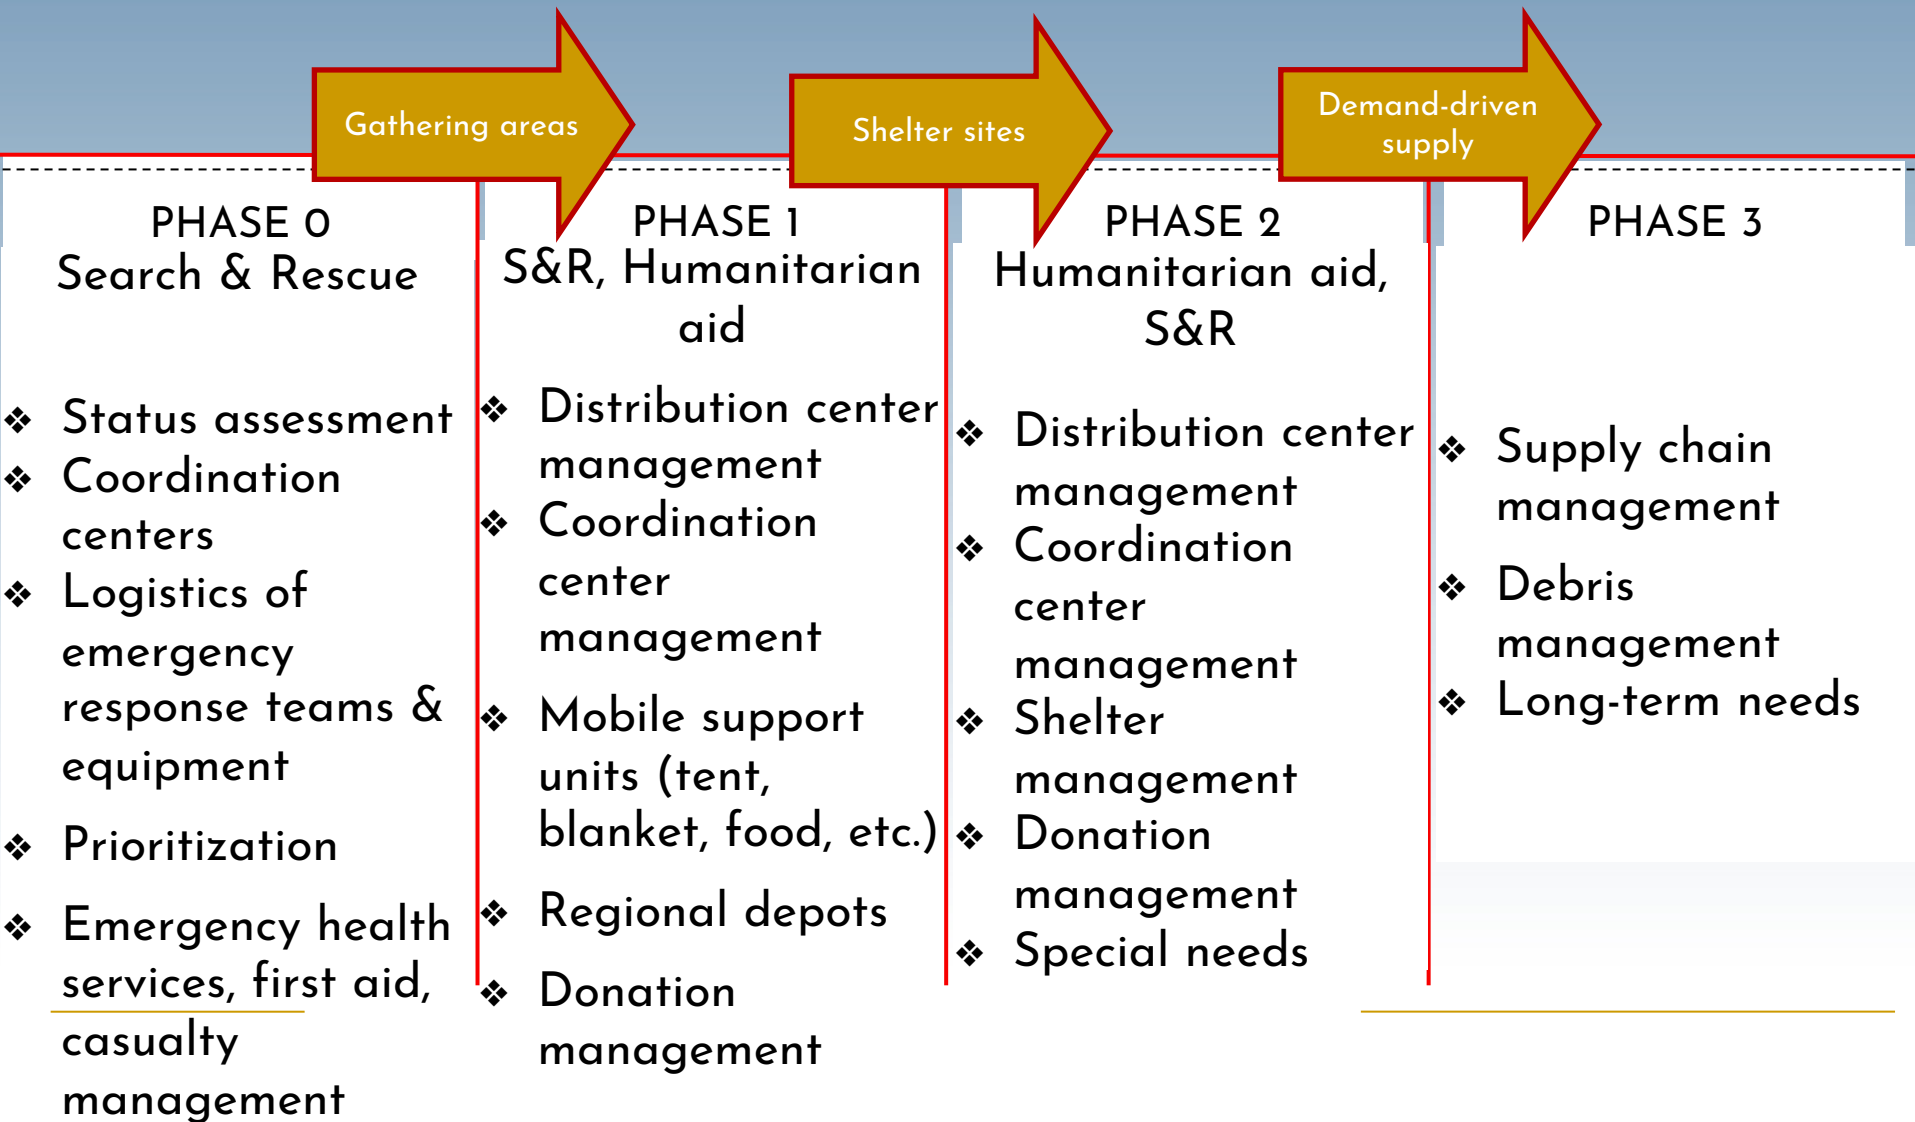 Gathering areas
Shelter sites
Demand-driven
supply
PHASE 0
Search & Rescue
❖ Status assessment
❖ Coordination
centers
❖ Logistics of
emergency
response teams &
equipment
❖ Prioritization
❖ Emergency health
services, first aid,
casualty
management
PHASE 1
S&R, Humanitarian
aid
❖ Distribution center
management
❖ Coordination
center
management
❖ Mobile support
units (tent,
blanket, food, etc.)
❖ Regional depots
❖ Donation
management
PHASE 2
Humanitarian aid,
S&R
❖ Distribution center
management
❖ Coordination
center
management
❖ Shelter
management
❖ Donation
management
❖ Special needs
PHASE 3
❖ Supply chain
management
❖ Debris
management
❖ Long-term needs